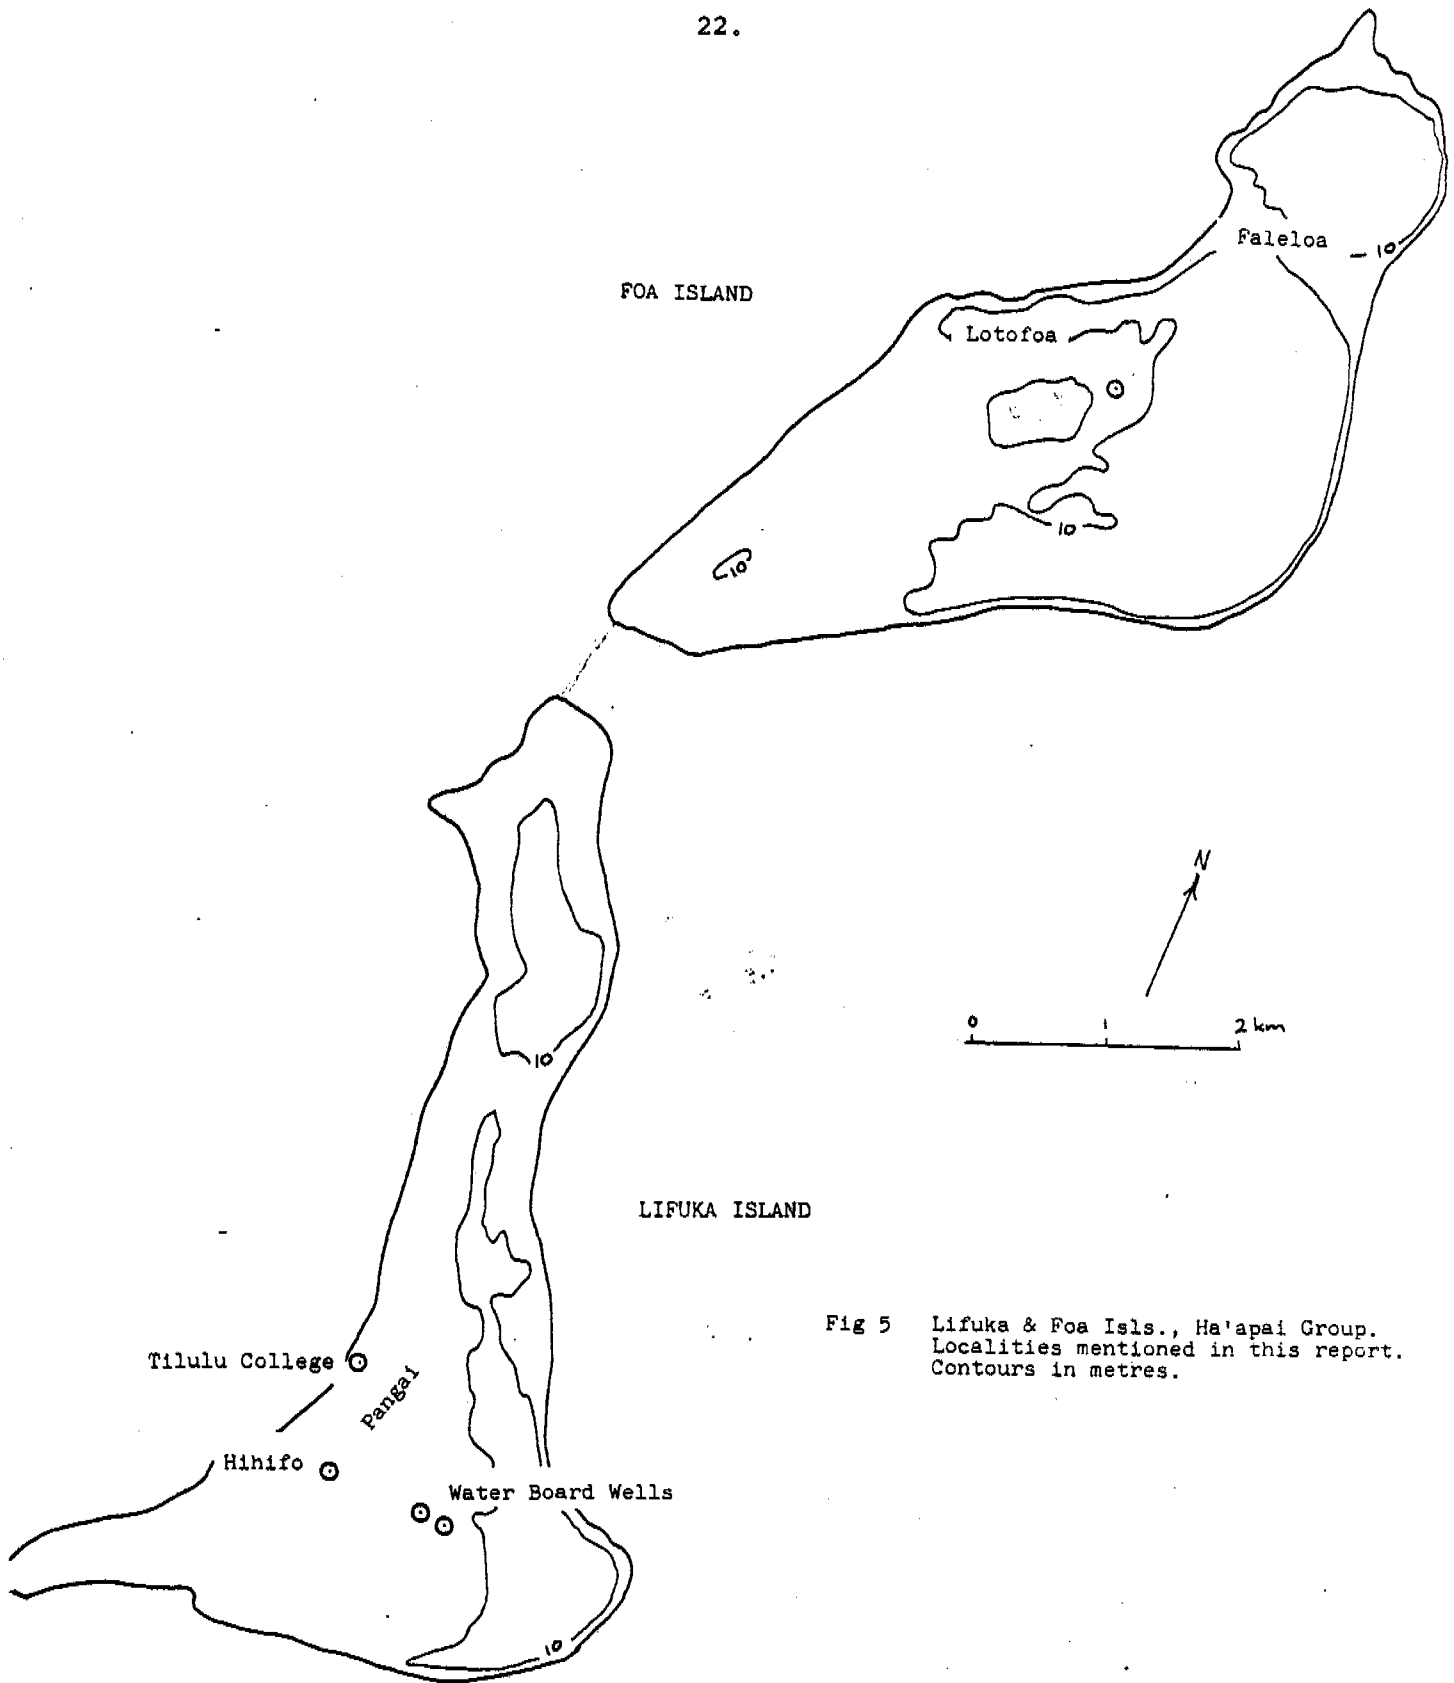 22.
Faleloa
10
FOA ISLAND
Lotofoa
10
10
N
0 1 2 km
10
LIFUKA ISLAND
Fig 5 Lifuka & Foa Isls., Ha'apai Group.
Localities mentioned in this report.
Contours in metres.
Tilulu College
Pangai
Hihifo
Water Board Wells
10